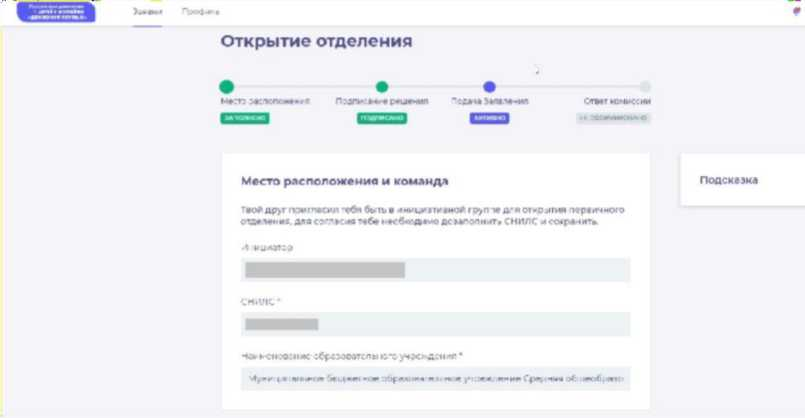 Заявки Профиль
Открытие отделения
Место расположения Подписание решения Подача Заявления Ответ комиссии
ЗАПОЛНЕНО ПОДПИСАНО АКТИВНО
Место расположения и команда
Подсказка
Твой друг пригласил тебя быть в инициативной группе для открытия первичного
отделения, для согласия тебе необходимо дозаполнить СНИЛС и сохранить.
Инициатор
СНИЛС *
Наименование образовательного учреждения *
Муниципальное бюджетное образовательное учреждение Средняя общеобразо